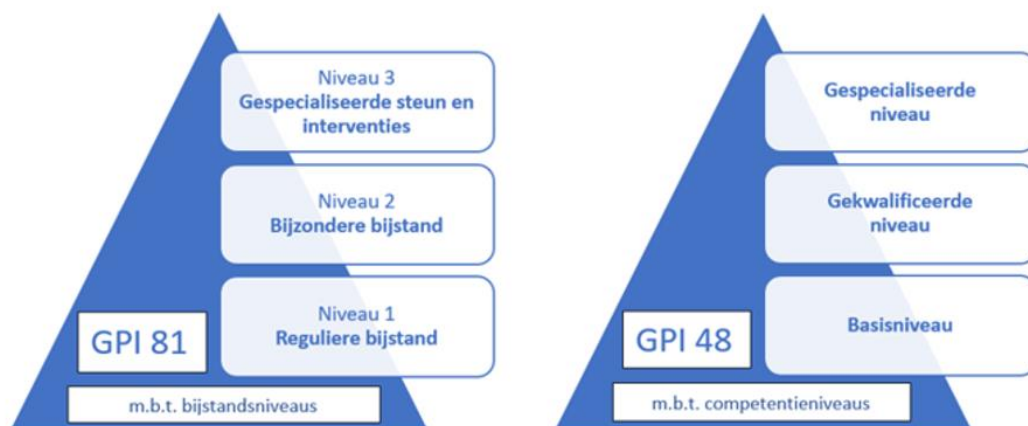 Niveau 3
Gespecialiseerde steun en
interventies
Niveau 2
Bijzondere bijstand
Niveau 1
Reguliere bijstand
GPI 81
m.b.t. bijstandsniveaus
Gespecialiseerde
niveau
Gekwalificeerde
niveau
Basisniveau
GPI 48
m.b.t. competentieniveaus